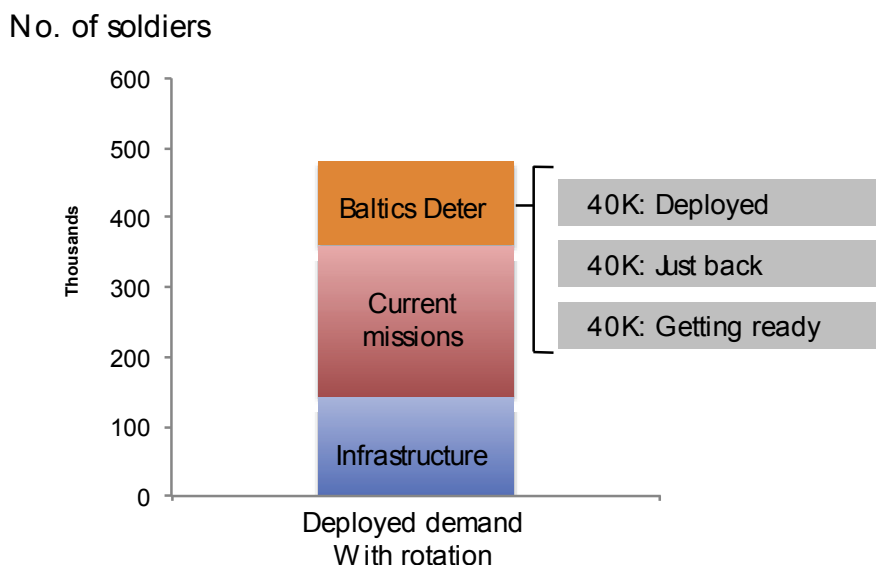 No. of soldiers
600
500
400
300
200
100
0
Thousands
Baltics Deter
Current
missions
Infrastructure
40K: Deployed
40K: Just back
40K: Getting ready
Deployed demand
With rotation